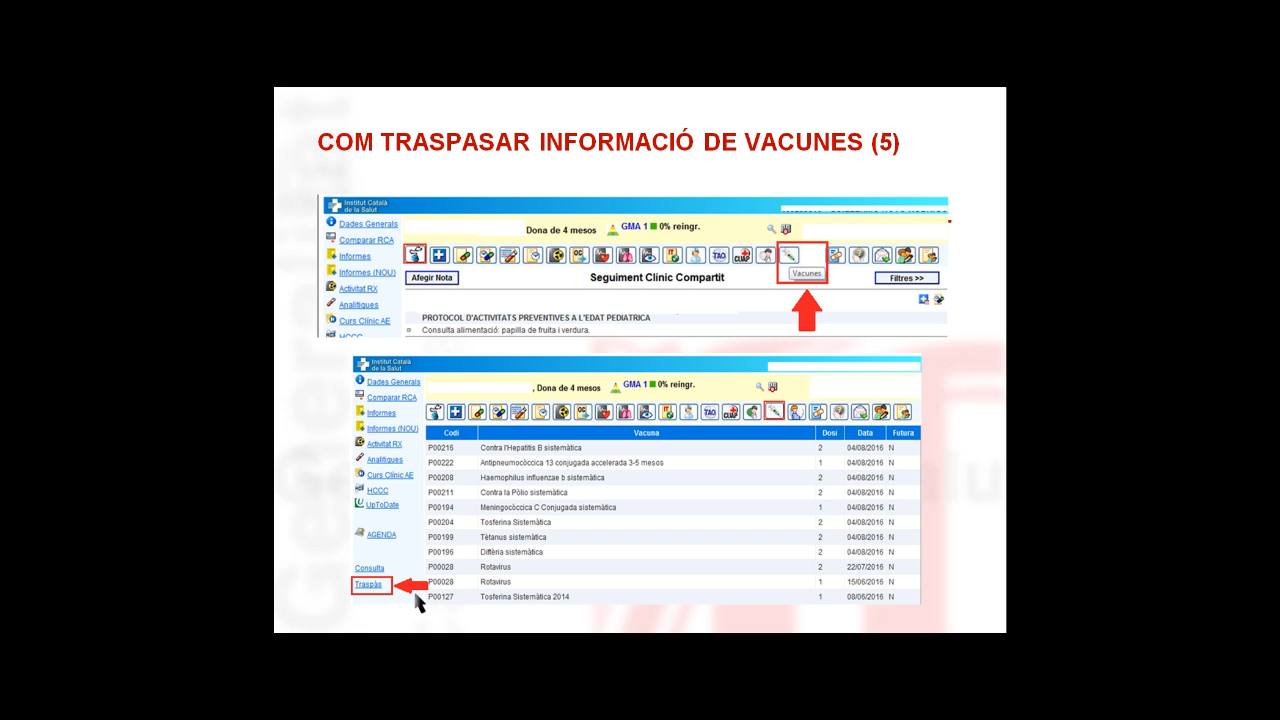 COM TRASPASAR INFORMACIÓ DE VACUNES (5)
Institut Català
de la Salut
Dades Generals
Comparar RCA
Informes
Informes (NOU)
Activitat RX
Analítiques
Curs Clínic AE
HCCC
Dona de 4 mesos GMA 1 0% reingr.
TAO
CUAP
Vacunes
Afegir Nota Seguiment Clínic Compartit Filtres >>
PROTOCOL D'ACTIVITATS PREVENTIVES A L'EDAT PEDIATRICA
Consulta alimentació: papilla de fruita i verdura.
Institut Català
de la Salut
Dades Generals
Comparar RCA
Informes
Informes (NOU)
Activitat RX
Analítiques
Curs Clínic AE
HCCC
UpToDate
AGENDA
Consulta
Traspàs
, Dona de 4 mesos GMA 1 0% reingr.
TAO
CUAP
Codi Vacuna Dosi Data Futura
P00216 Contra l'Hepatitis B sistemàtica 2 04/08/2016 N
P00222 Antipneumocòccica 13 conjugada accelerada 3-5 mesos 1 04/08/2016 N
P00208 Haemophilus influenzae b sistemàtica 2 04/08/2016 N
P00211 Contra la Pòlio sistemàtica 2 04/08/2016 N
P00194 Meningocòccica C Conjugada sistemàtica 1 04/08/2016 N
P00204 Tosferina Sistemàtica 2 04/08/2016 N
P00199 Tètanus sistemàtica 2 04/08/2016 N
P00196 Diftèria sistemàtica 2 04/08/2016 N
P00028 Rotavirus 2 22/07/2016 N
P00028 Rotavirus 1 15/06/2016 N
P00127 Tosferina Sistemàtica 2014 1 08/06/2016 N